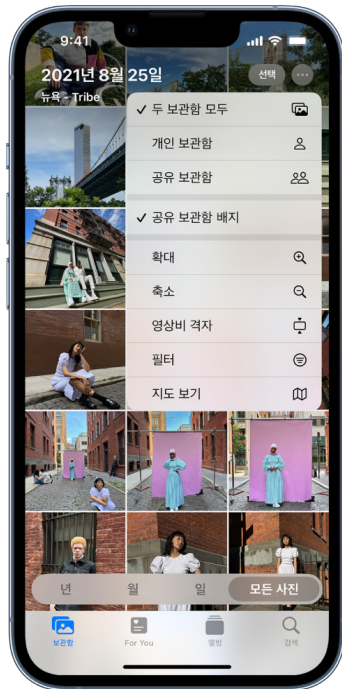 9:41
2021년 8월 25일
선택
뉴욕 - Tribe
두 보관함 모두
개인 보관함
공유 보관함
공유 보관함 배지
확대
축소
영상비 격자
필터
지도 보기
년 월 일 모든 사진
보관함 For You 앨범 검색